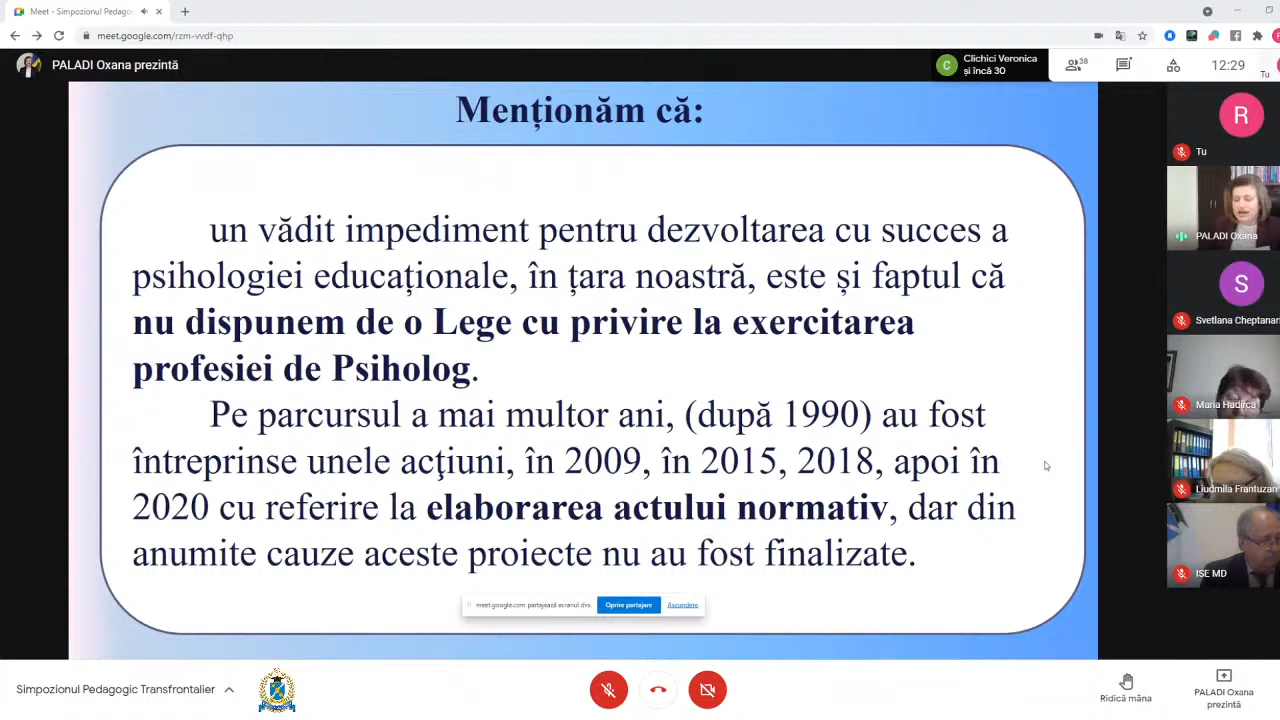 Meet - Simpozionul Pedago
meet.google.com/rzm-vvdf-qhp
PALADI Oxana prezintă
C
Clichici Veronica
și încă 30
38
12:29
Tu
Menționăm că:
un vădit impediment pentru dezvoltarea cu succes a
psihologiei educaționale, în țara noastră, este și faptul că
nu dispunem de o Lege cu privire la exercitarea
profesiei de Psiholog.
Pe parcursul a mai multor ani, (după 1990) au fost
întreprinse unele acţiuni, în 2009, în 2015, 2018, apoi în
2020 cu referire la elaborarea actului normativ, dar din
anumite cauze aceste proiecte nu au fost finalizate.
meet.google.com partajează ecranul dvs.
Oprire partajare
Ascundere
R
Tu
PALADI Oxana
S
Svetlana Cheptanari
Maria Hadîrcă
Liudmila Frantuzan
ISE MD
Simpozionul Pedagogic Transfrontalier
Ridică mâna
PALADI Oxana
prezintă